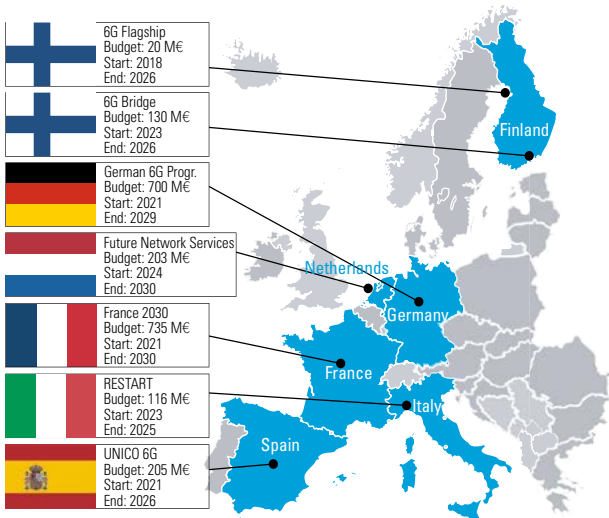 6G Flagship
Budget: 20 M€
Start: 2018
End: 2026
6G Bridge
Budget: 130 M€
Start: 2023
End: 2026
German 6G Progr.
Budget: 700 M€
Start: 2021
End: 2029
Future Network Services
Budget: 203 M€
Start: 2024
End: 2030
France 2030
Budget: 735 M€
Start: 2021
End: 2030
RESTART
Budget: 116 M€
Start: 2023
End: 2025
UNICO 6G
Budget: 205 M€
Start: 2021
End: 2026
Finland
Netherlands
Germany
France
Italy
Spain